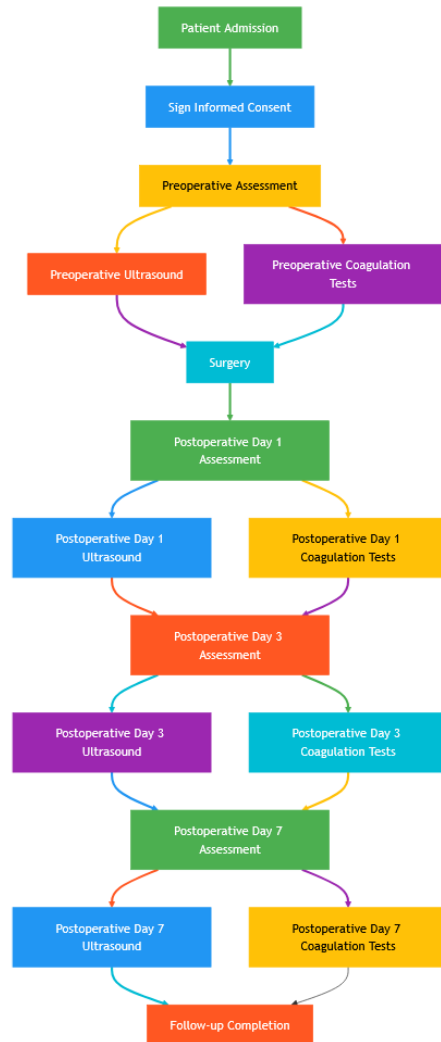 Patient Admission
Sign Informed Consent
Preoperative Assessment
Preoperative Ultrasound
Preoperative Coagulation
Tests
Surgery
Postoperative Day 1
Assessment
Postoperative Day 1
Ultrasound
Postoperative Day 1
Coagulation Tests
Postoperative Day 3
Assessment
Postoperative Day 3
Ultrasound
Postoperative Day 3
Coagulation Tests
Postoperative Day 7
Assessment
Postoperative Day 7
Ultrasound
Postoperative Day 7
Coagulation Tests
Follow-up Completion